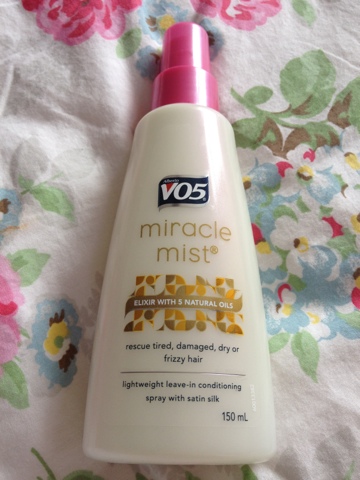 Alberto
VO5
miracle
mist®
ELIXIR WITH 5 NATURAL OILS
rescue tired, damaged, dry or
frizzy hair
lightweight leave-in conditioning
spray with satin silk
150 mL